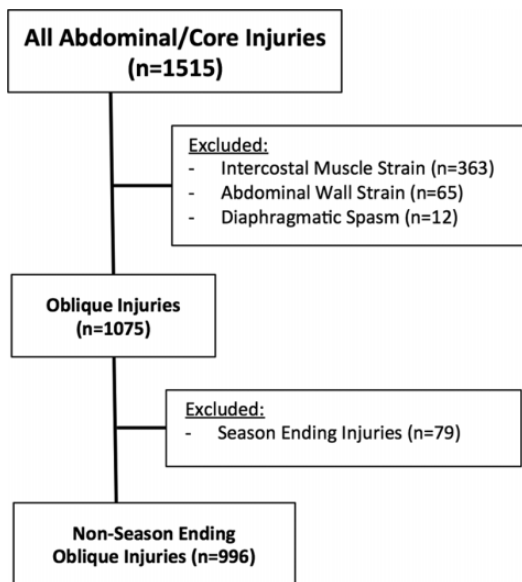 All Abdominal/Core Injuries
(n=1515)
Excluded:
- Intercostal Muscle Strain (n=363)
- Abdominal Wall Strain (n=65)
- Diaphragmatic Spasm (n=12)
Oblique Injuries
(n=1075)
Excluded:
- Season Ending Injuries (n=79)
Non-Season Ending
Oblique Injuries (n=996)